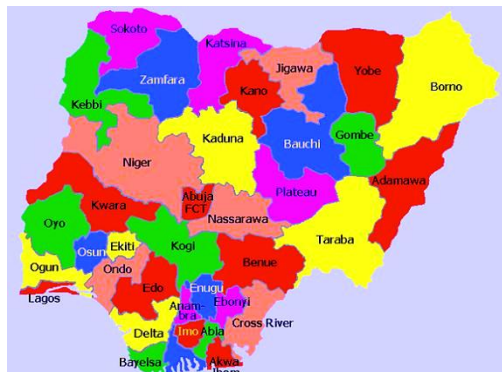 Sokoto
Katsina
Jigawa
Yobe
Borno
Zamfara
Kano
Kebbi
Kaduna
Bauchi
Gombe
Niger
Plateau
Adamawa
Kwara
Abuja
FCT
Nassarawa
Oyo
Taraba
Osun
Ekiti
Kogi
Benue
Ogun
Ondo
Edo
Enugu
Lagos
Anam-
bra
Ebonyi
Cross River
Delta
Imo
Abia
Bayelsa
Akwa